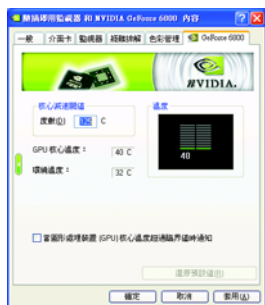 隨插即用監視器 和 NVIDIA GeForce 6000 內容
一般 介面卡 監視器 疑難排解 色彩管理 GeForce 6000
NVIDIA.
核心減速閾值
度數(D) 125 C
溫度
40
GPU 核心溫度： 40 C
環境溫度： 32 C
當圖形處理裝置 (GPU) 核心溫度超過臨界值時通知
還原預設值(R)
確定 取消 套用(A)